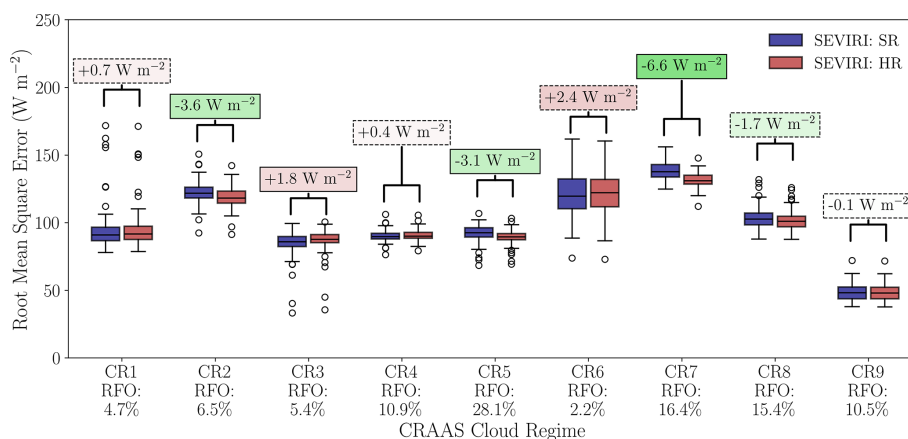 Root Mean Square Error (W m⁻²)
250
200
150
100
50
0
SEVIRI: SR
SEVIRI: HR
+0.7 W m⁻²
-3.6 W m⁻²
+1.8 W m⁻²
+0.4 W m⁻²
-3.1 W m⁻²
+2.4 W m⁻²
-6.6 W m⁻²
-1.7 W m⁻²
-0.1 W m⁻²
CR1
RFO:
4.7%
CR2
RFO:
6.5%
CR3
RFO:
5.4%
CR4
RFO:
10.9%
CR5
RFO:
28.1%
CR6
RFO:
2.2%
CR7
RFO:
16.4%
CR8
RFO:
15.4%
CR9
RFO:
10.5%
CRAAS Cloud Regime